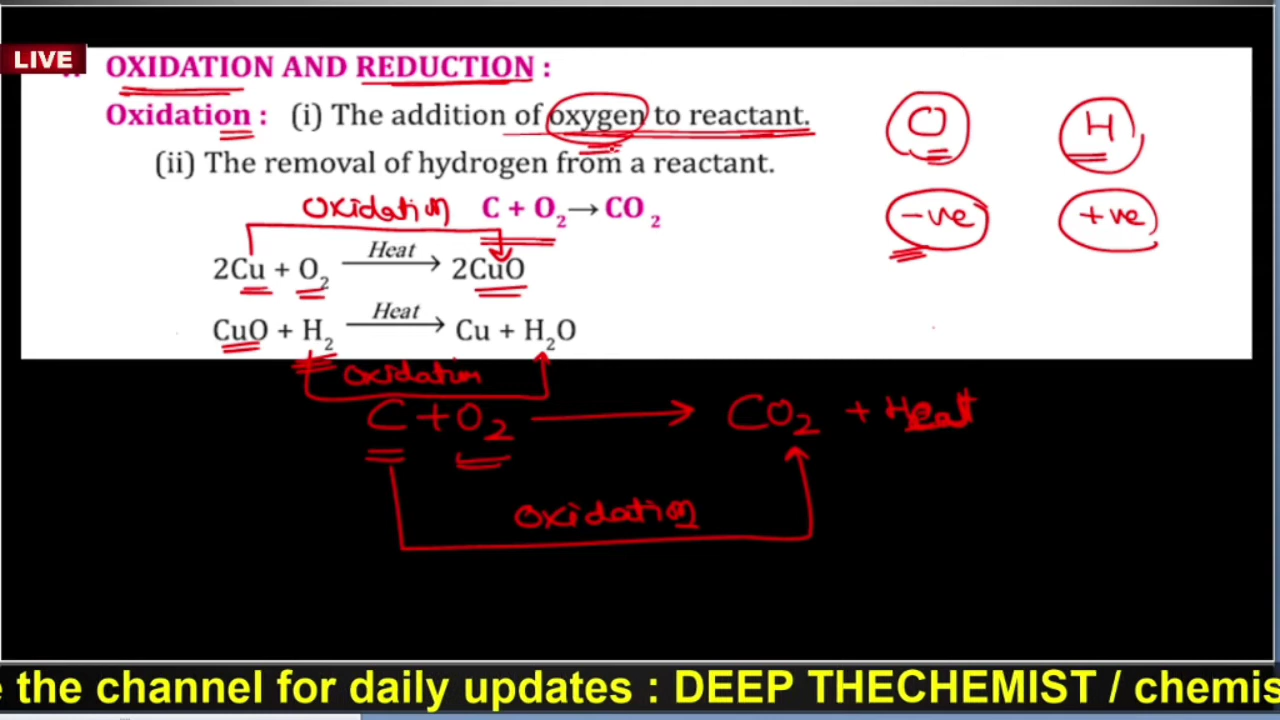 LIVE
OXIDATION AND REDUCTION :
Oxidation : (i) The addition of oxygen to reactant.
O H
(ii) The removal of hydrogen from a reactant.
Oxidation C + O₂ → CO₂
-ve +ve
2Cu + O₂ Heat → 2CuO
CuO + H₂ Heat → Cu + H₂O
Oxidation
C + O₂ → CO₂ + Heat
Oxidation
the channel for daily updates : DEEP THECHEMIST / chemis